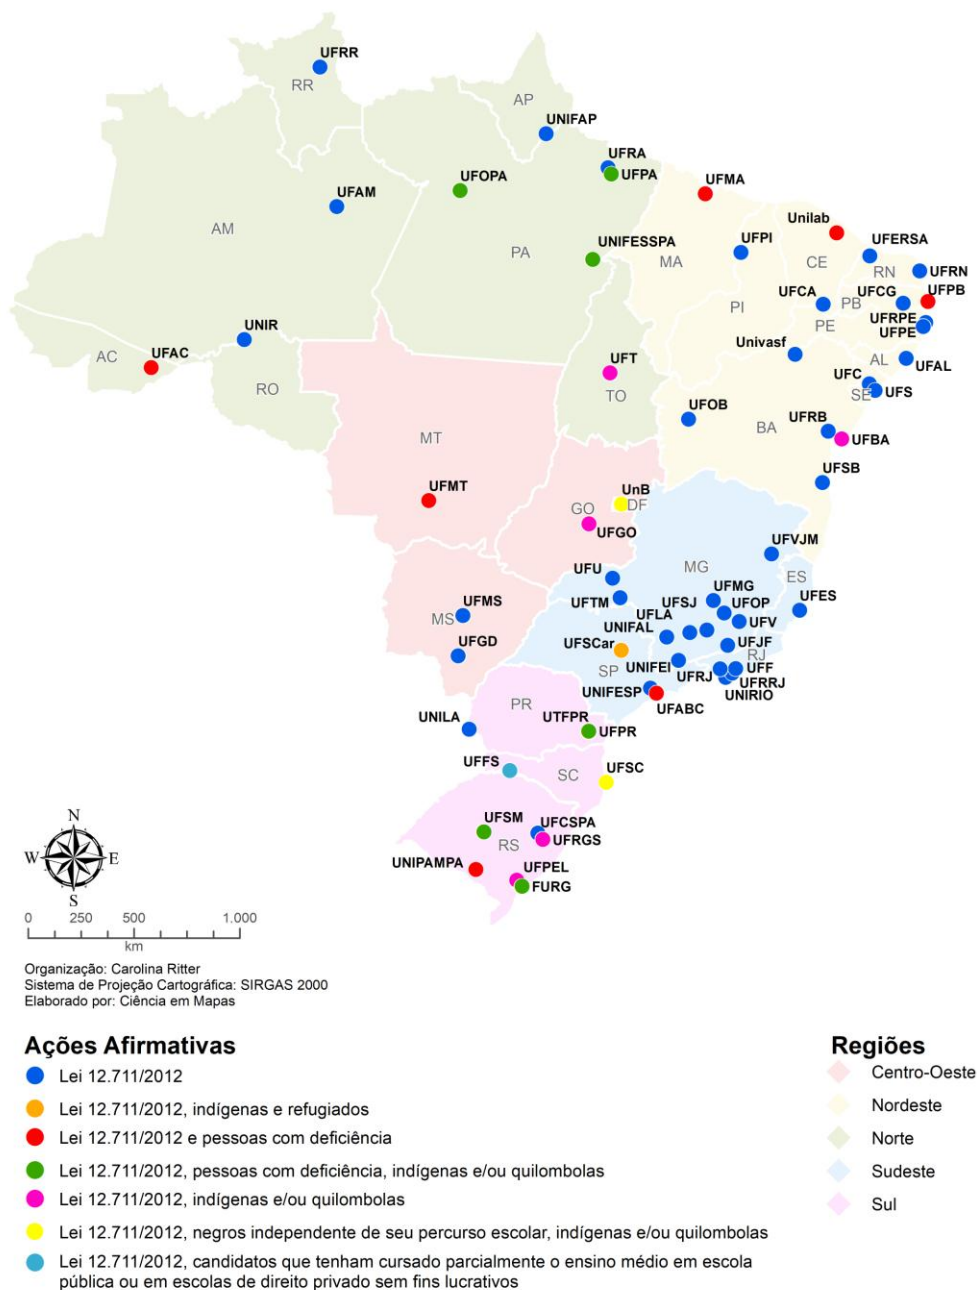 UFRR
RR
AP
UNIFAP
UFRA
UFPA
UFOPA
UFMA
UFAM
Unilab
AM
UNIFESSPA
UFPI
UFERSA
PA
MA
CE
RN
UFRN
UFCA
UFCG
UFPB
PI
PB
UFRPE
PE
UFPE
UNIR
Univasf
UFAC
AC
UFT
AL
UFAL
UFC
RO
TO
SE
UFS
UFOB
UFRB
BA
MT
UFBA
UFSB
UFMT
UnB
GO
DF
UFGO
UFVJM
UFU
MG
ES
UFMG
UFMS
UFTM
UFSJ
UFOP
UFES
MS
UFLA
UFV
UNIFAL
UFSCar
UFJF
UFGD
RJ
UNIFEI
UFF
SP
UFRJ
UFRRJ
UNIFESP
UNIRIO
UFABC
PR
UTFPR
UNILA
UFPR
UFFS
UFSC
SC
UFSM
UFCSPA
RS
UFRGS
UNIPAMPA
UFPEL
FURG
N
W
E
S
0 250 500 1.000
km
Organização: Carolina Ritter
Sistema de Projeção Cartográfica: SIRGAS 2000
Elaborado por: Ciência em Mapas
Ações Afirmativas
Lei 12.711/2012
Lei 12.711/2012, indígenas e refugiados
Lei 12.711/2012 e pessoas com deficiência
Lei 12.711/2012, pessoas com deficiência, indígenas e/ou quilombolas
Lei 12.711/2012, indígenas e/ou quilombolas
Lei 12.711/2012, negros independente de seu percurso escolar, indígenas e/ou quilombolas
Lei 12.711/2012, candidatos que tenham cursado parcialmente o ensino médio em escola
pública ou em escolas de direito privado sem fins lucrativos
Regiões
Centro-Oeste
Nordeste
Norte
Sudeste
Sul